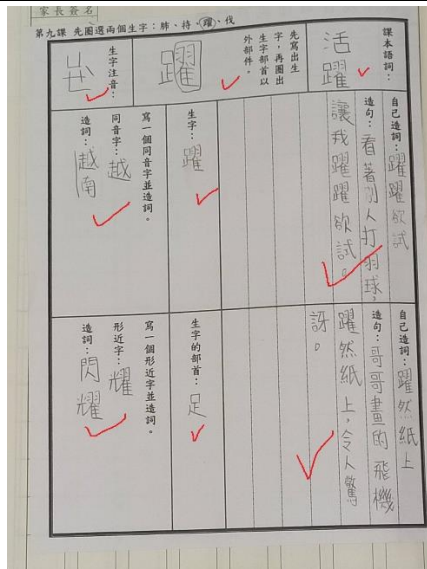 家長簽名
第九課 先圈選兩個生字：肺、持、躍、伐
課本語詞：
活躍
先寫出生字，再圈出生字部首以外部件。
躍
生字注音：
ㄩㄝˋ
自己造詞：躍躍欲試
造句：看著別人打羽球，
讓我躍躍欲試。
生字：躍
寫一個同音字並造詞。
同音字：越
造詞：越南
自己造詞：躍然紙上
造句：哥哥畫的飛機
躍然紙上，令人驚
訝。
生字的部首：足
寫一個形近字並造詞。
形近字：耀
造詞：閃耀